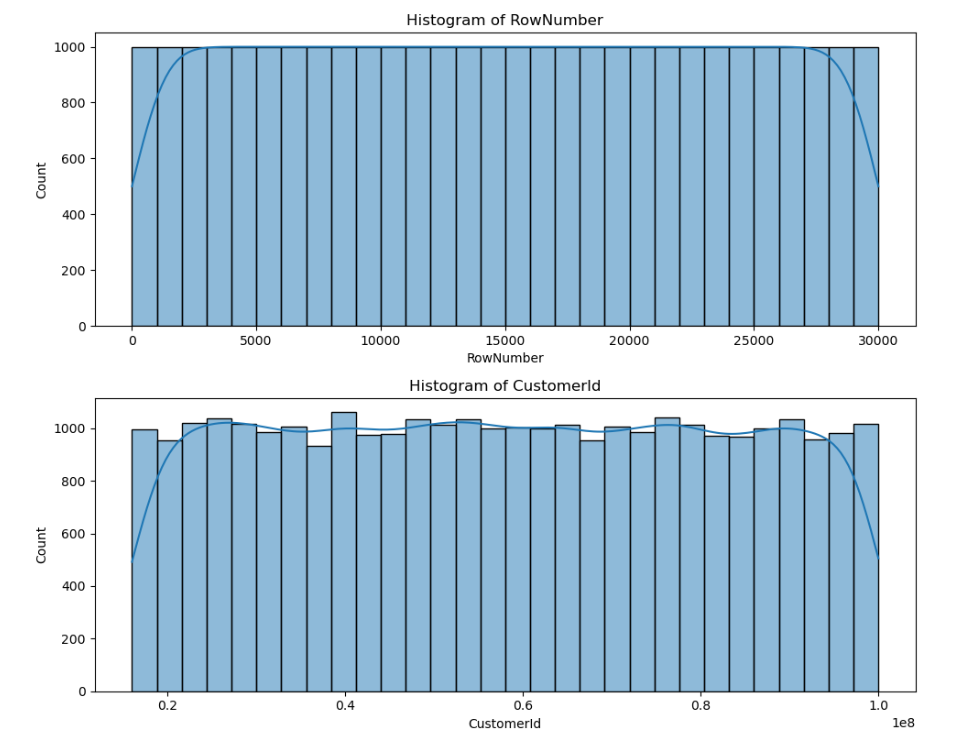 Histogram of RowNumber
1000
800
600
400
200
0
Count
0 5000 10000 15000 20000 25000 30000
RowNumber
Histogram of CustomerId
1000
800
600
400
200
0
Count
0.2 0.4 0.6 0.8 1.0
1e8
CustomerId